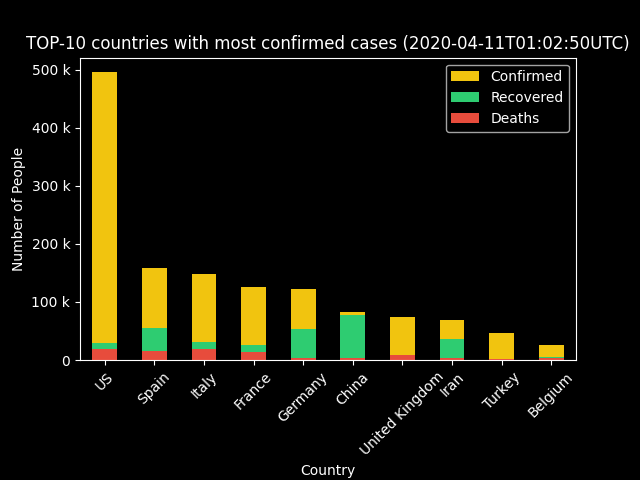 TOP-10 countries with most confirmed cases (2020-04-11T01:02:50UTC)
Confirmed
Recovered
Deaths
Number of People
500 k
400 k
300 k
200 k
100 k
0
US
Spain
Italy
France
Germany
China
United Kingdom
Iran
Turkey
Belgium
Country